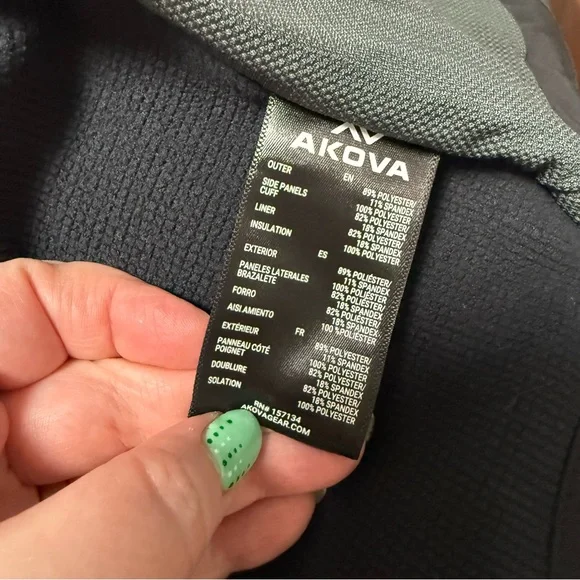 AKOVA
EN
OUTER 89% POLYESTER/
11% SPANDEX
SIDE PANELS 100% POLYESTER
CUFF 82% POLYESTER/
18% SPANDEX
LINER 82% POLYESTER/
18% SPANDEX
INSULATION 100% POLYESTER
ES
EXTERIOR 89% POLIÉSTER/
11% SPANDEX
PANELES LATERALES 100% POLIÉSTER
BRAZALETE 82% POLIÉSTER/
18% SPANDEX
FORRO 82% POLIÉSTER/
18% SPANDEX
AISLAMIENTO 100% POLIÉSTER
FR
EXTÉRIEUR 89% POLYESTER/
11% SPANDEX
PANNEAU CÔTÉ 100% POLYESTER
POIGNET 82% POLYESTER/
18% SPANDEX
DOUBLURE 82% POLYESTER/
18% SPANDEX
SOLATION 100% POLYESTER
RN# 157134
AKOVAGEAR.COM